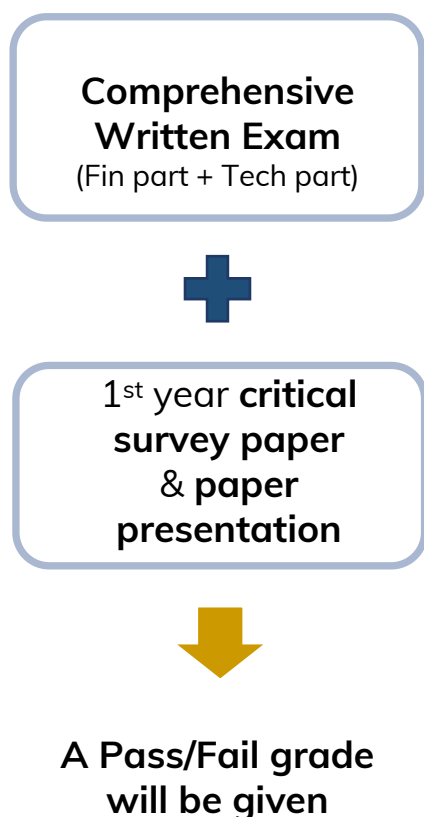 Comprehensive
Written Exam
(Fin part + Tech part)
1st year critical
survey paper
& paper
presentation
A Pass/Fail grade
will be given